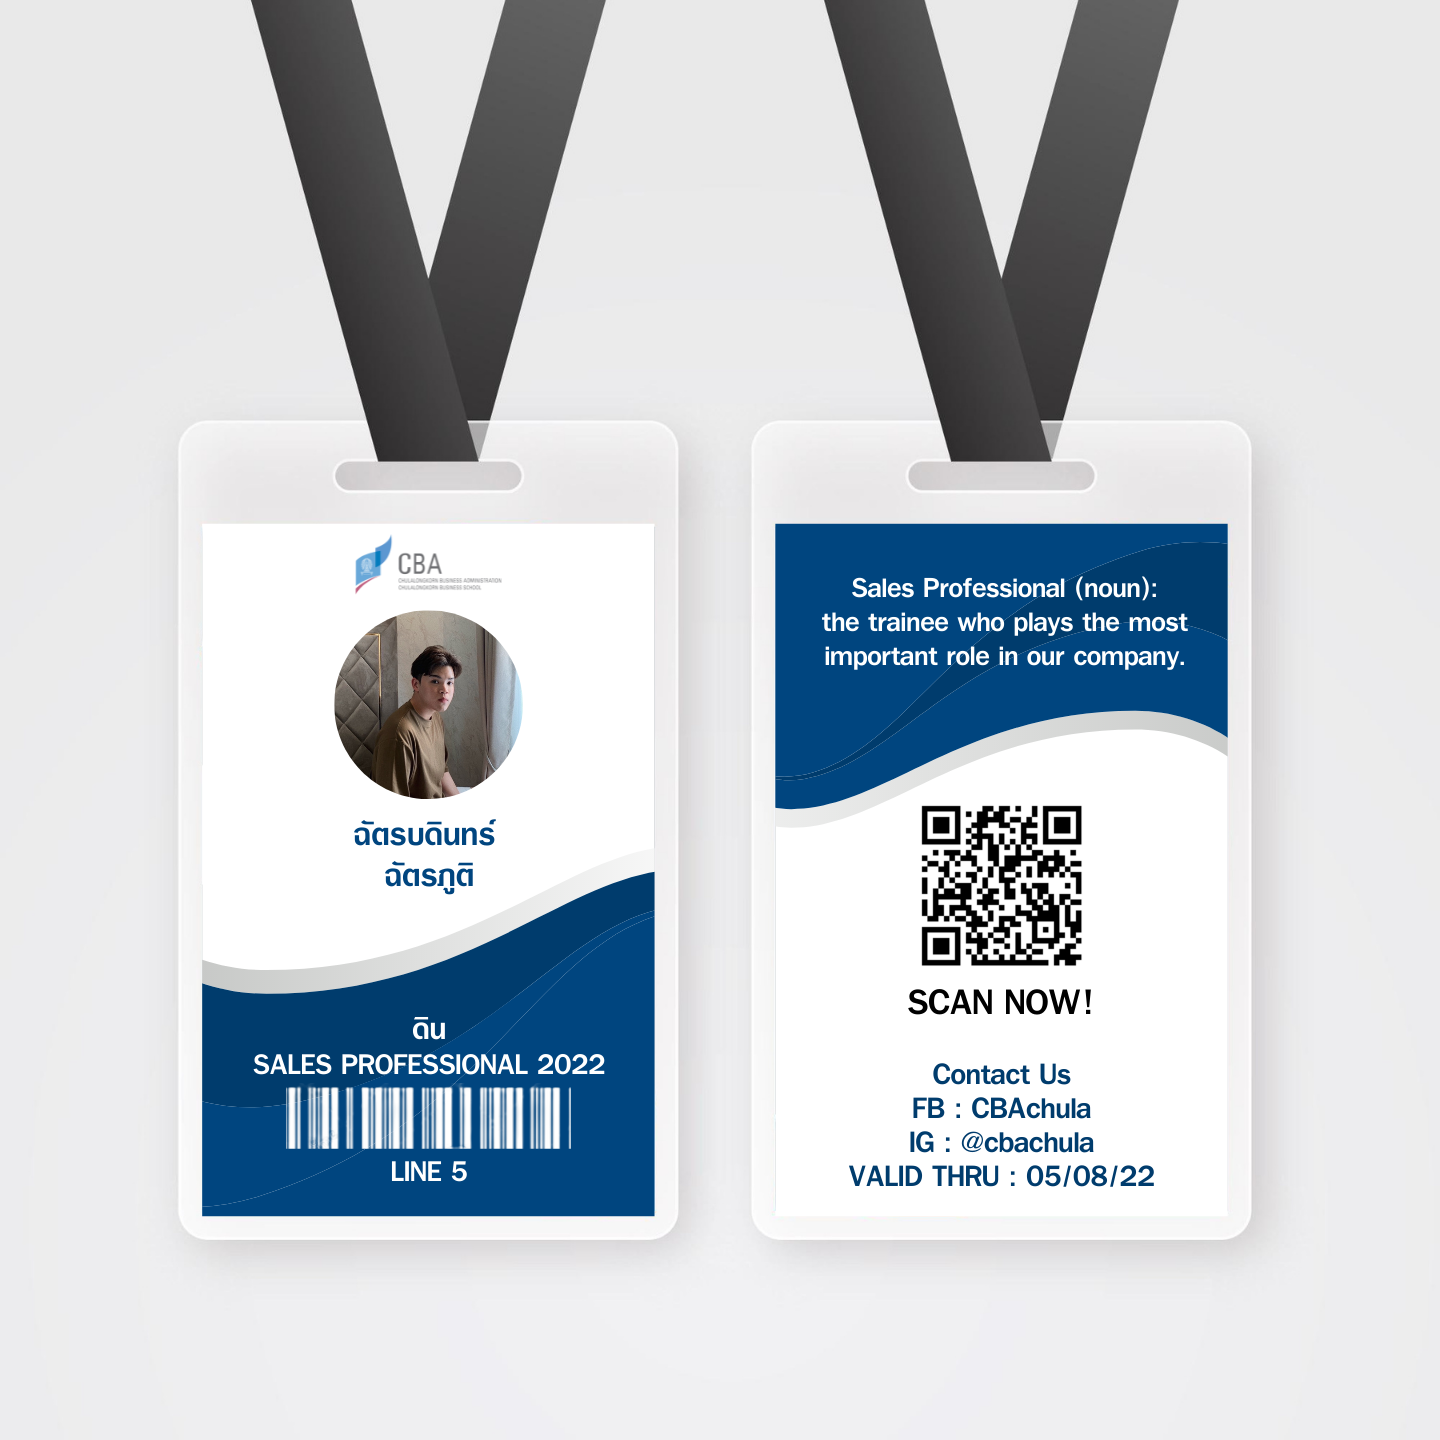 CBA
CHULALONGKORN BUSINESS ADMINISTRATION
CHULALONGKORN BUSINESS SCHOOL
ฉัตรบดินทร์
ฉัตรภูติ
ดิน
SALES PROFESSIONAL 2022
LINE 5
Sales Professional (noun):
the trainee who plays the most
important role in our company.
SCAN NOW!
Contact Us
FB : CBAchula
IG : @cbachula
VALID THRU : 05/08/22